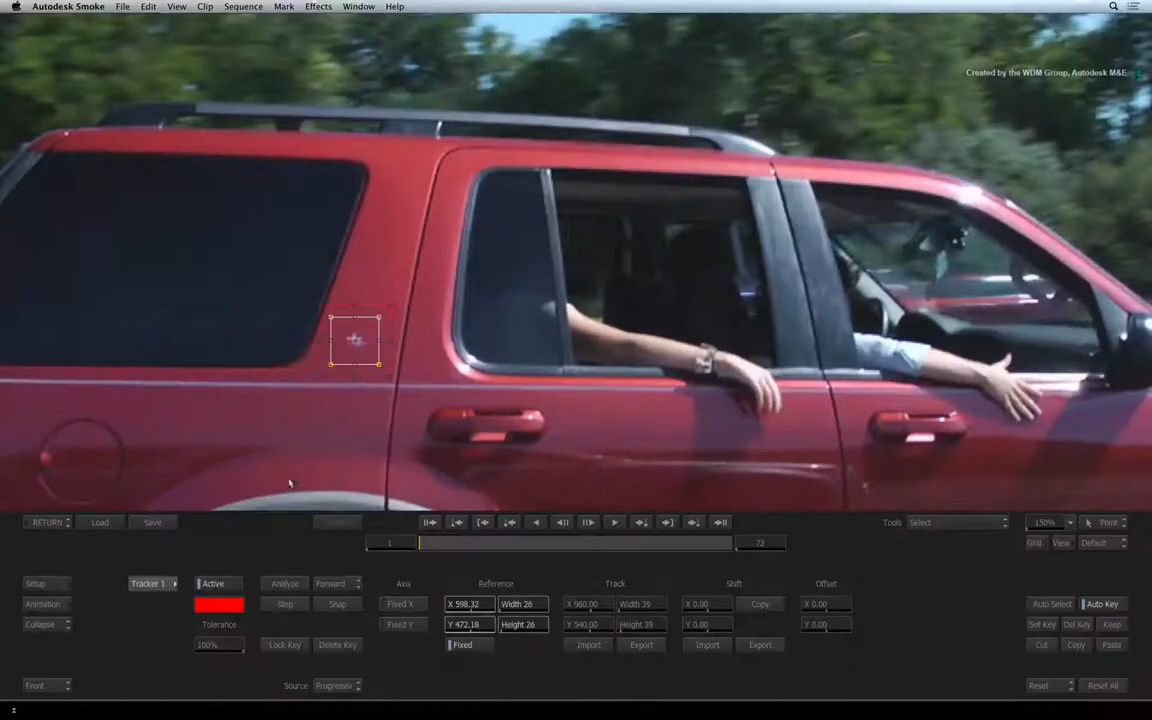 Autodesk Smoke File Edit View Clip Sequence Mark Effects Window Help
Created by the WDM Group, Autodesk M&E
RETURN Load Save Tools Select 150% Point
1 72 Grid View Default
Setup Tracker 1 Active Analyze Forward Axis Reference Track Shift Offset
Animation Step Snap Fixed X X 598.32 Width 26 X 960.00 Width 39 X 0.00 Copy X 0.00 Auto Select Auto Key
Collapse Tolerance Fixed Y Y 472.18 Height 26 Y 540.00 Height 39 Y 0.00 Y 0.00 Set Key Del Key Keep
100% Lock Key Delete Key Fixed Import Export Import Export Cut Copy Paste
Front Source Progressiv Reset Reset All